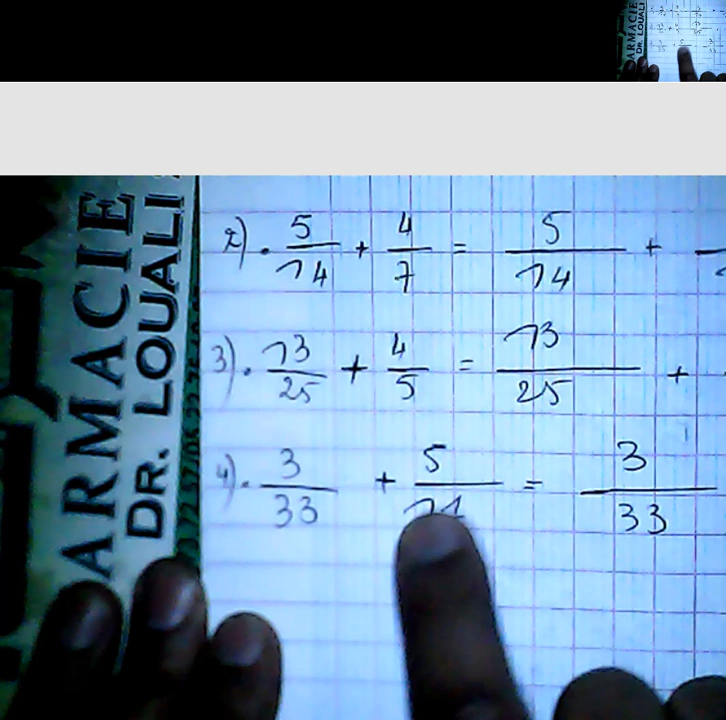 ARMACIE
DR. LOUALI
2) . 5/14 + 4/7 = 5/14 +
3) . 13/25 + 4/5 = 13/25 +
4) . 3/33 + 5/11 = 3/33